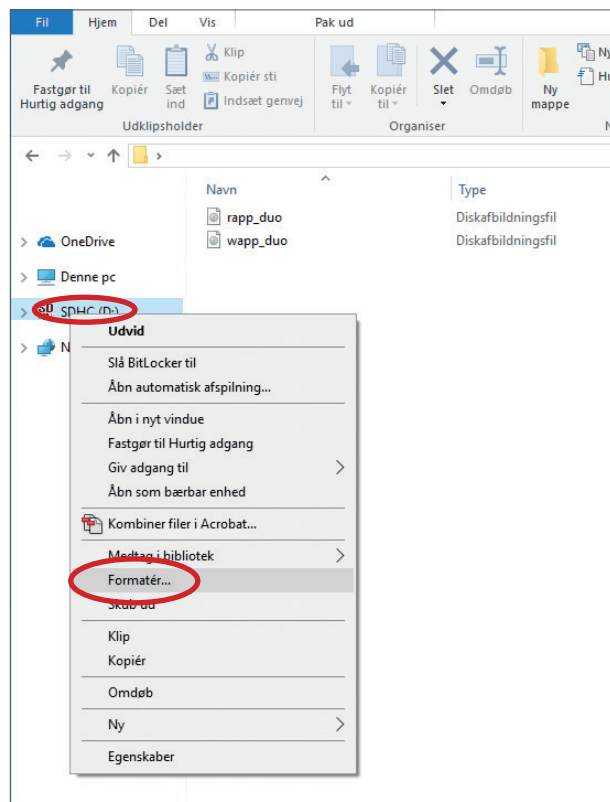 Fil Hjem Del Vis Pak ud
Fastgør til
Hurtig adgang
Kopiér
Sæt
ind
Klip
Kopiér sti
Indsæt genvej
Flyt
til
Kopiér
til
Slet
Omdøb
Ny
mappe
Udklipsholder
Organiser
Navn Type
rapp_duo Diskafbildningsfil
wapp_duo Diskafbildningsfil
OneDrive
Denne pc
SDHC (D:)
Udvid
Slå BitLocker til
Åbn automatisk afspilning...
Åbn i nyt vindue
Fastgør til Hurtig adgang
Giv adgang til
Åbn som bærbar enhed
Kombiner filer i Acrobat...
Medtag i bibliotek
Formatér...
Skub ud
Klip
Kopiér
Omdøb
Ny
Egenskaber